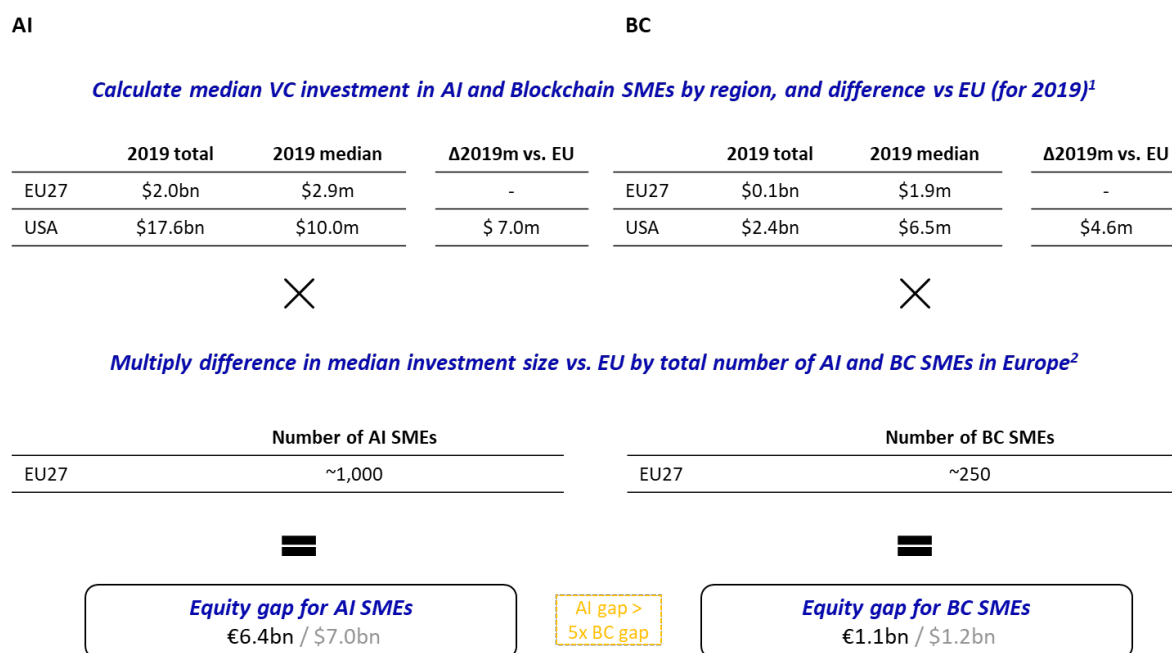 AI BC
Calculate median VC investment in AI and Blockchain SMEs by region, and difference vs EU (for 2019)¹
2019 total 2019 median Δ2019m vs. EU 2019 total 2019 median Δ2019m vs. EU
EU27 $2.0bn $2.9m - EU27 $0.1bn $1.9m -
USA $17.6bn $10.0m $ 7.0m USA $2.4bn $6.5m $4.6m
×  ×
Multiply difference in median investment size vs. EU by total number of AI and BC SMEs in Europe²
Number of AI SMEs Number of BC SMEs
EU27 ~1,000 EU27 ~250
= =
Equity gap for AI SMEs AI gap > Equity gap for BC SMEs
€6.4bn / $7.0bn 5x BC gap €1.1bn / $1.2bn